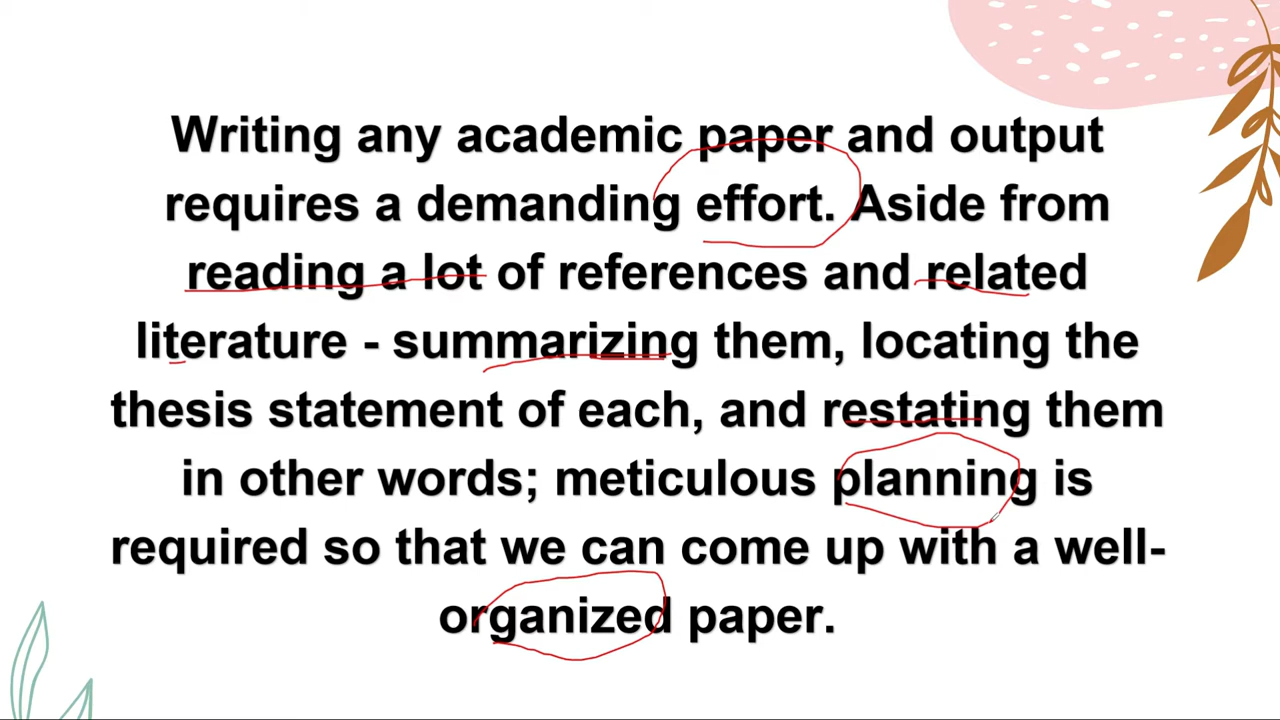 Writing any academic paper and output
requires a demanding effort. Aside from
reading a lot of references and related
literature - summarizing them, locating the
thesis statement of each, and restating them
in other words; meticulous planning is
required so that we can come up with a well-
organized paper.